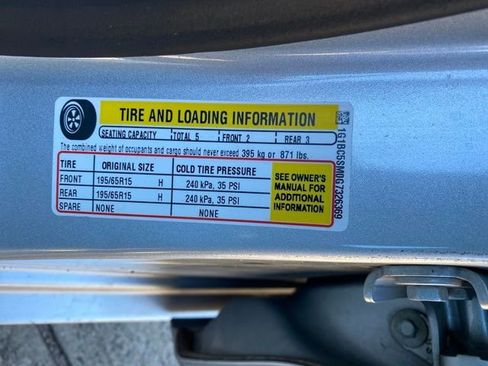 TIRE AND LOADING INFORMATION
SEATING CAPACITY TOTAL 5 FRONT 2 REAR 3
The combined weight of occupants and cargo should never exceed 395 kg or 871 lbs.
TIRE ORIGINAL SIZE COLD TIRE PRESSURE
FRONT 195/65R15 H 240 kPa, 35 PSI
REAR 195/65R15 H 240 kPa, 35 PSI
SPARE NONE NONE
SEE OWNER'S
MANUAL FOR
ADDITIONAL
INFORMATION
1G1BC5SM0G7326369